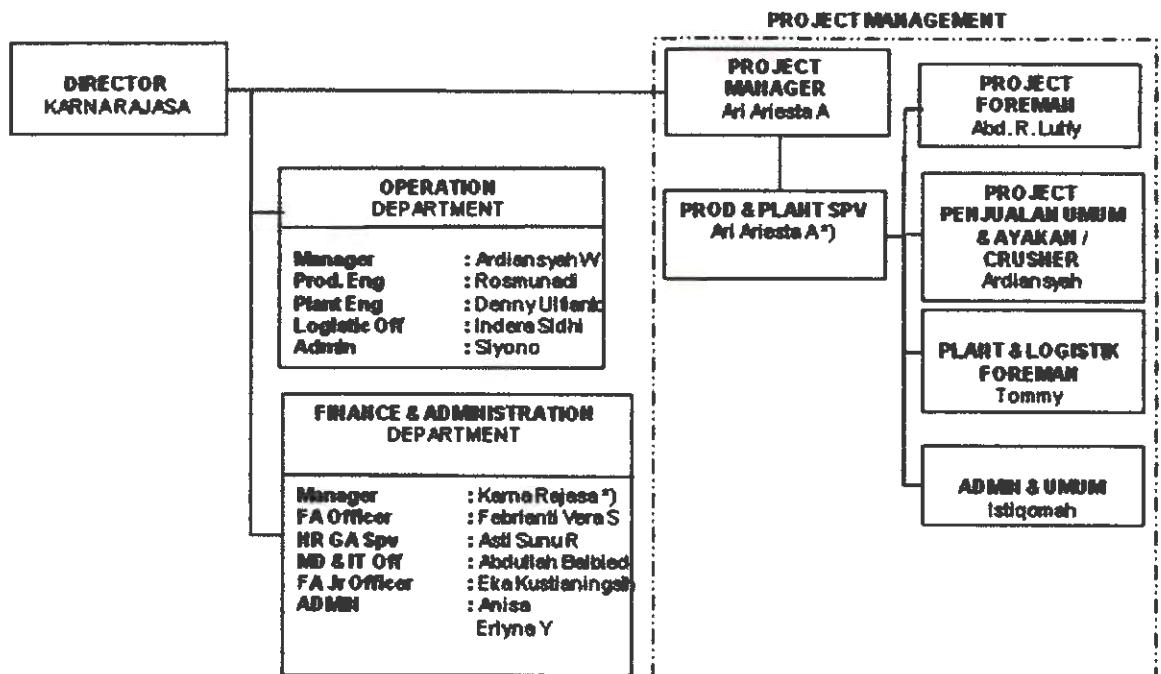 PROJECT MANAGEMENT
DIRECTOR
KARNARAJASA
PROJECT
MANAGER
Ari Ariesta A
PROJECT
FOREMAN
Abd. R. Lutfy
OPERATION
DEPARTMENT
Manager : Ardiansyah W
Prod. Eng : Rosmunadi
Plant Eng : Denny
Logistic Off : Indera Sidhi
Admin : Siyono
PROD & PLANT SPV
Ari Ariesta A*)
PROJECT
PENJUALAN UMUM
& AYAKAN /
CRUSHER
Ardiansyah
PLANT & LOGISTIK
FOREMAN
Tommy
FINANCE & ADMINISTRATION
DEPARTMENT
Manager : Karna Rajasa *)
FA Officer : Febrianti Vera S
HR GA Spv : Asti Sunu R
MD & IT Off : Abdullah
FA Jr Officer : Eka Kustianingsih
ADMIN : Anisa
Erlyna Y
ADMIN & UMUM
Istiqomah